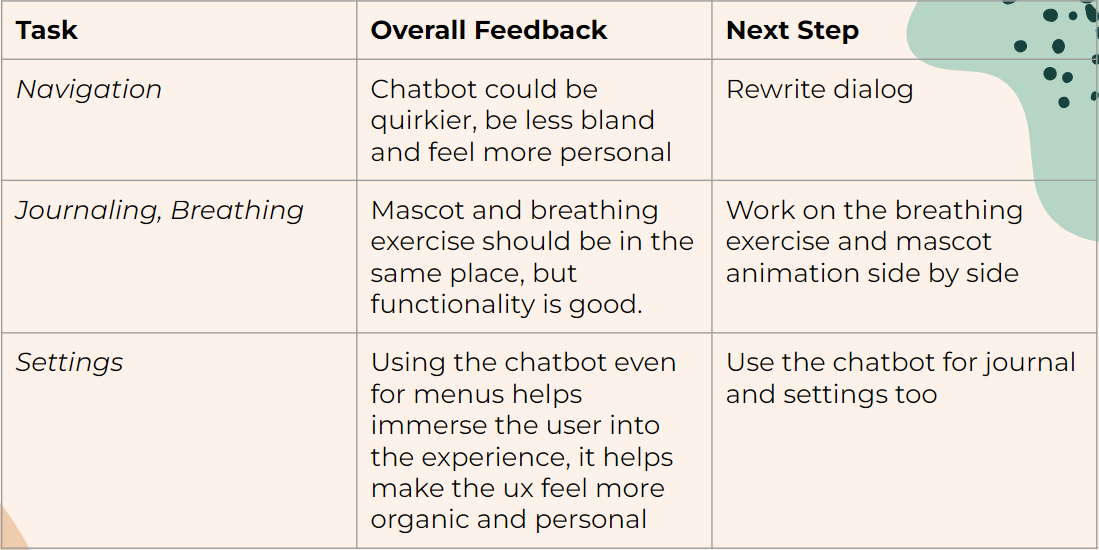 Task
Overall Feedback
Next Step
Navigation
Chatbot could be
quirkier, be less bland
and feel more personal
Rewrite dialog
Journaling, Breathing
Mascot and breathing
exercise should be in the
same place, but
functionality is good.
Work on the breathing
exercise and mascot
animation side by side
Settings
Using the chatbot even
for menus helps
immerse the user into
the experience, it helps
make the ux feel more
organic and personal
Use the chatbot for journal
and settings too